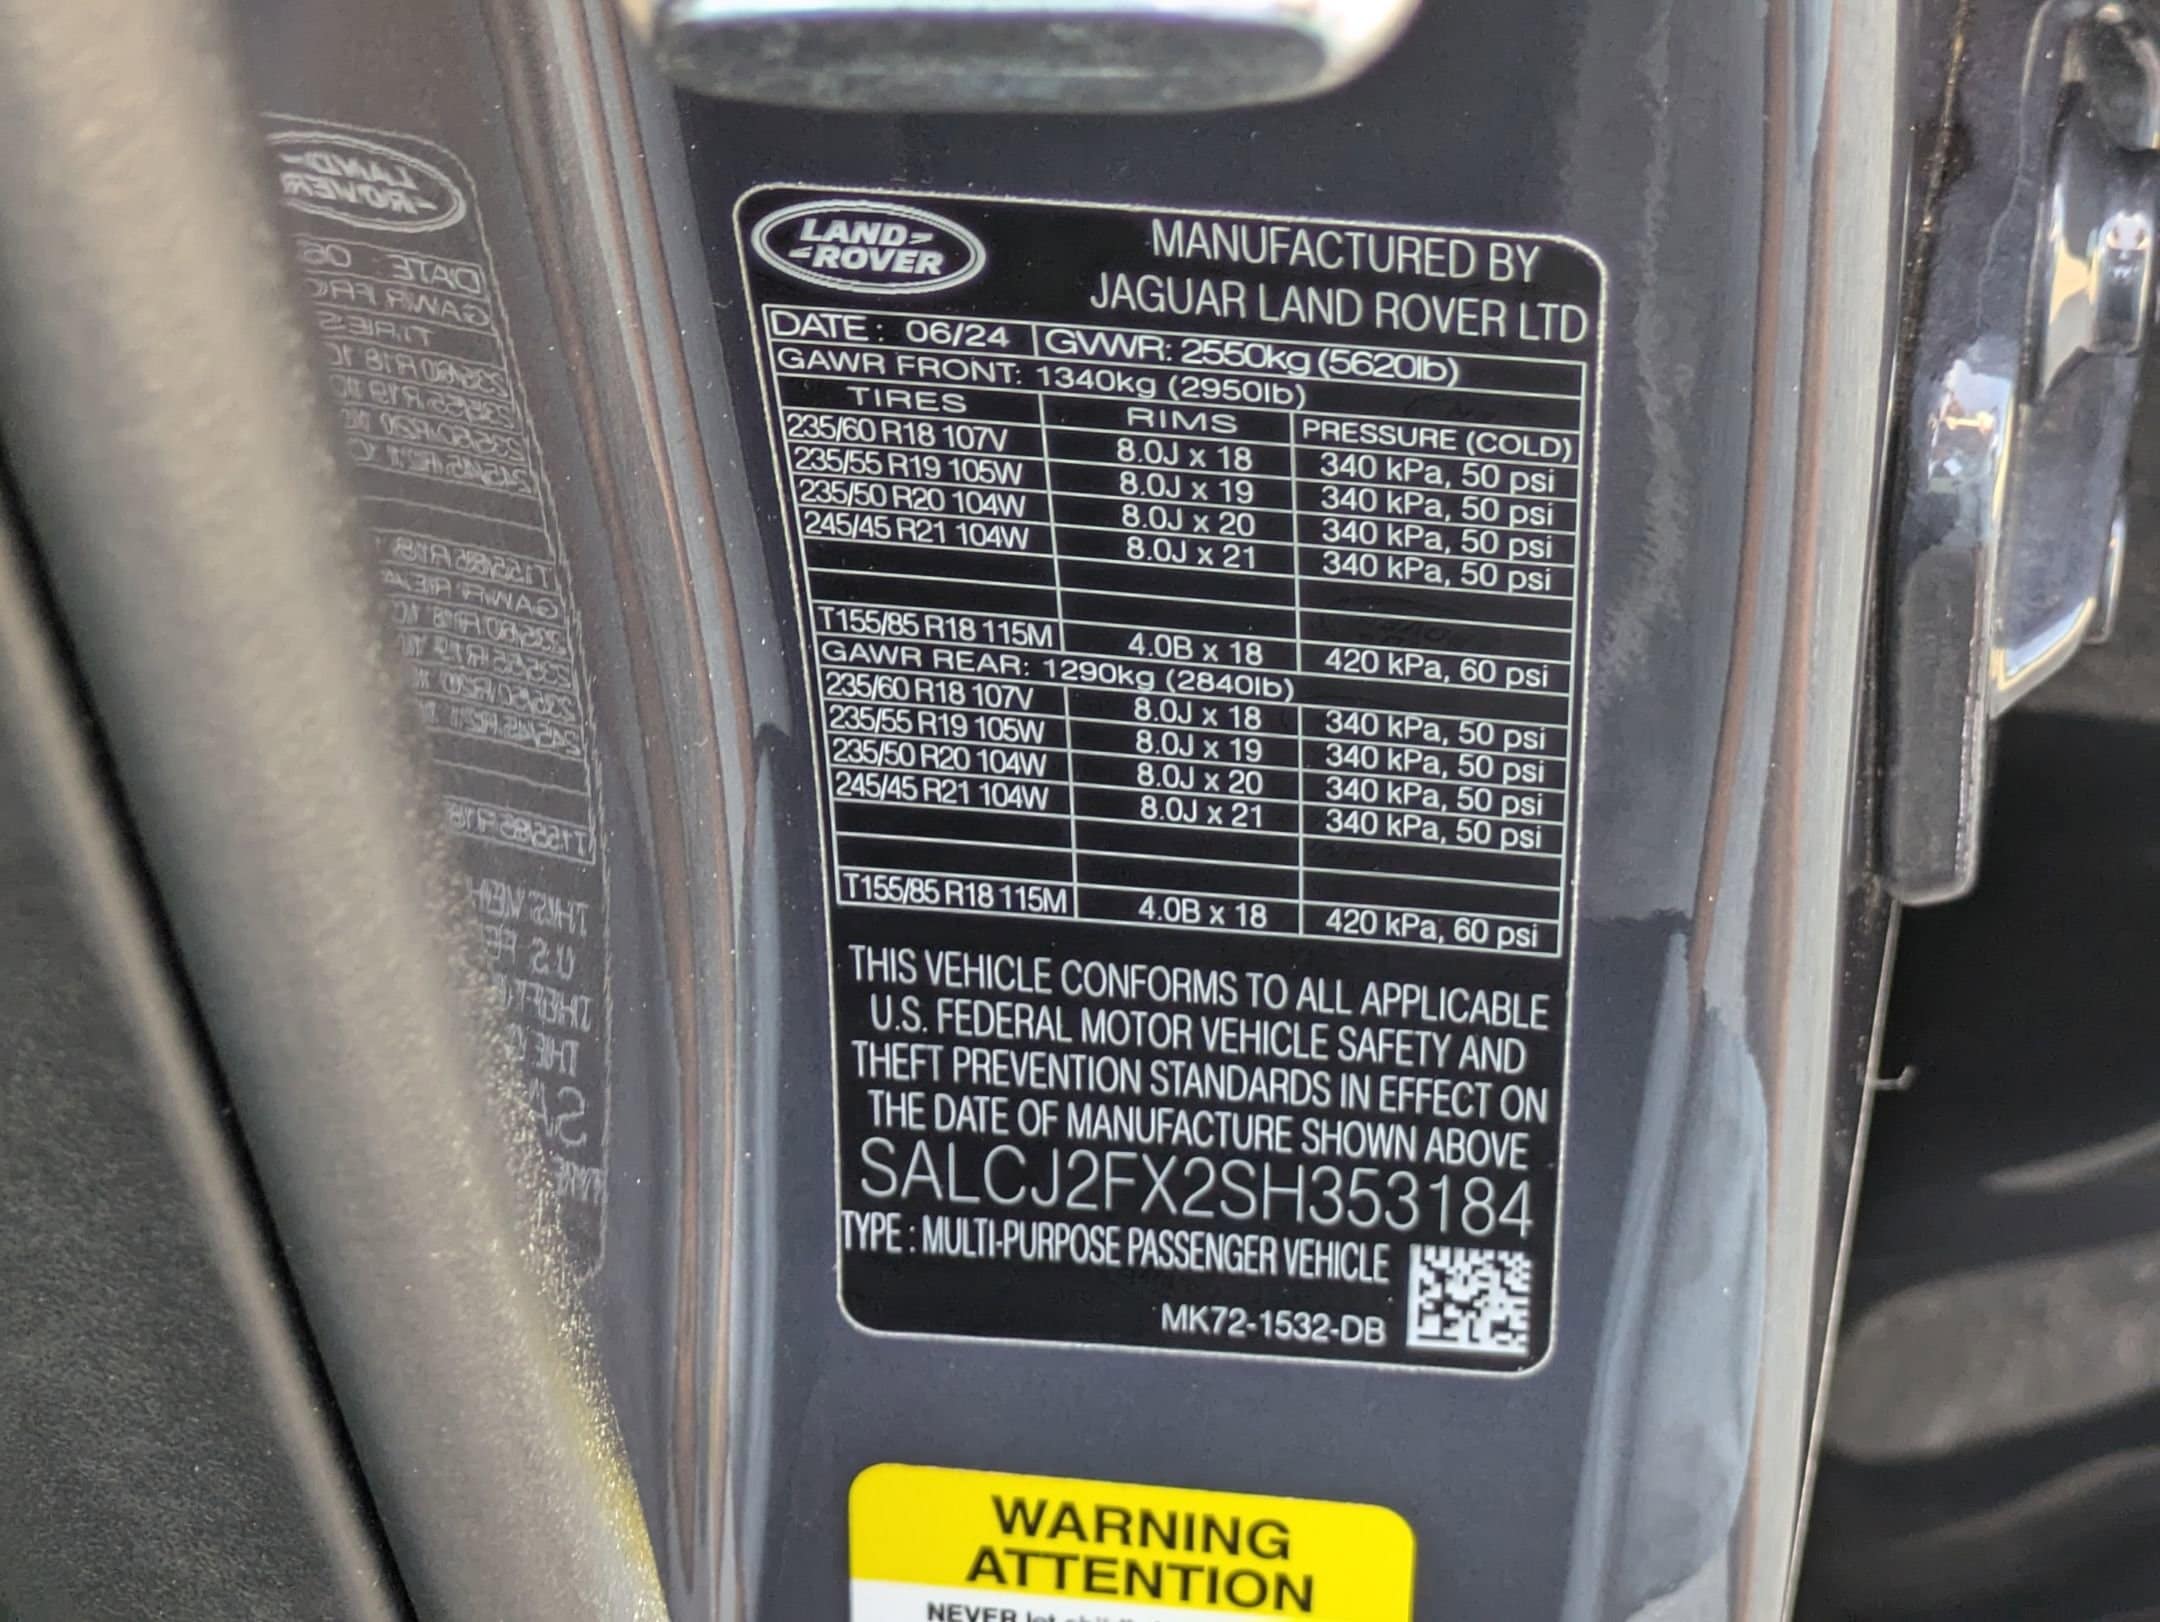 LAND-
-ROVER
MANUFACTURED BY
JAGUAR LAND ROVER LTD
DATE : 06/24 GVWR: 2550kg (5620lb)
GAWR FRONT: 1340kg (2950lb)
TIRES RIMS PRESSURE (COLD)
235/60 R18 107V 8.0J x 18 340 kPa, 50 psi
235/55 R19 105W 8.0J x 19 340 kPa, 50 psi
235/50 R20 104W 8.0J x 20 340 kPa, 50 psi
245/45 R21 104W 8.0J x 21 340 kPa, 50 psi
T155/85 R18 115M 4.0B x 18 420 kPa, 60 psi
GAWR REAR: 1290kg (2840lb)
235/60 R18 107V 8.0J x 18 340 kPa, 50 psi
235/55 R19 105W 8.0J x 19 340 kPa, 50 psi
235/50 R20 104W 8.0J x 20 340 kPa, 50 psi
245/45 R21 104W 8.0J x 21 340 kPa, 50 psi
T155/85 R18 115M 4.0B x 18 420 kPa, 60 psi
THIS VEHICLE CONFORMS TO ALL APPLICABLE
U.S. FEDERAL MOTOR VEHICLE SAFETY AND
THEFT PREVENTION STANDARDS IN EFFECT ON
THE DATE OF MANUFACTURE SHOWN ABOVE
SALCJ2FX2SH353184
TYPE : MULTI-PURPOSE PASSENGER VEHICLE
MK72-1532-DB
WARNING
ATTENTION
NEVER let